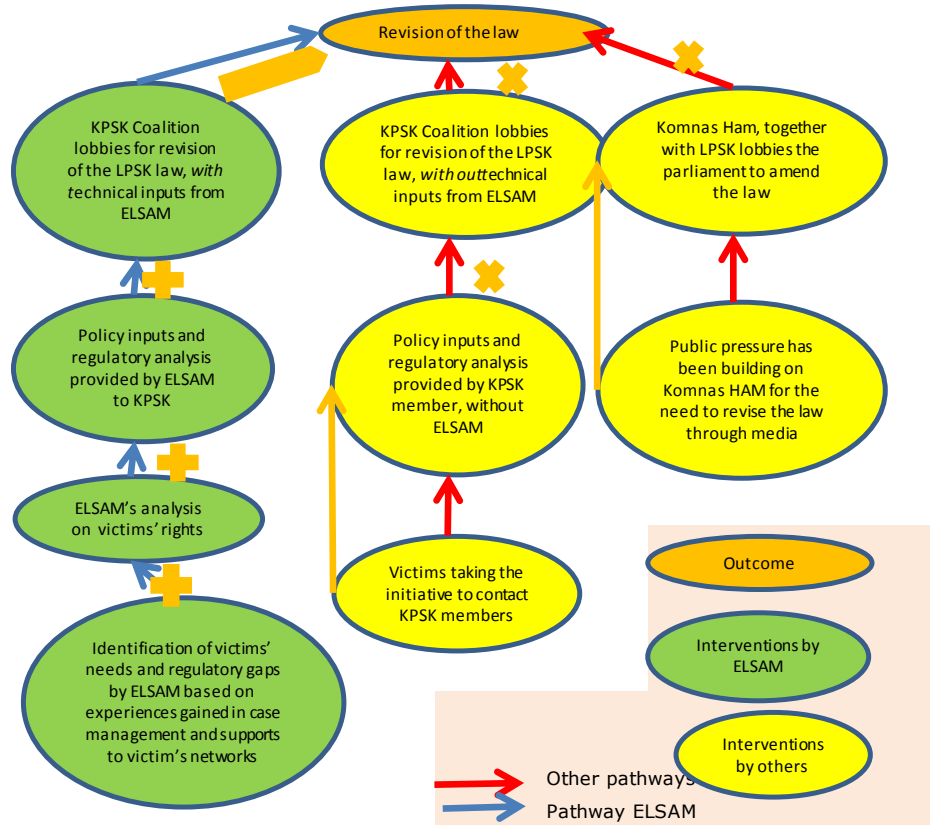 Revision of the law
KPSK Coalition
lobbies for revision
of the LPSK law, with
technical inputs from
ELSAM
KPSK Coalition lobbies
for revision of the LPSK
law, with outtechnical
inputs from ELSAM
Komnas Ham, together
with LPSK lobbies the
parliament to amend
the law
Policy inputs and
regulatory analysis
provided by ELSAM
to KPSK
Policy inputs and
regulatory analysis
provided by KPSK
member, without
ELSAM
Public pressure has
been building on
Komnas HAM for the
need to revise the law
through media
ELSAM's analysis
on victims' rights
Victims taking the
initiative to contact
KPSK members
Identification of victims'
needs and regulatory gaps
by ELSAM based on
experiences gained in case
management and supports
to victim's networks
Outcome
Interventions by
ELSAM
Interventions
by others
Other pathways
Pathway ELSAM